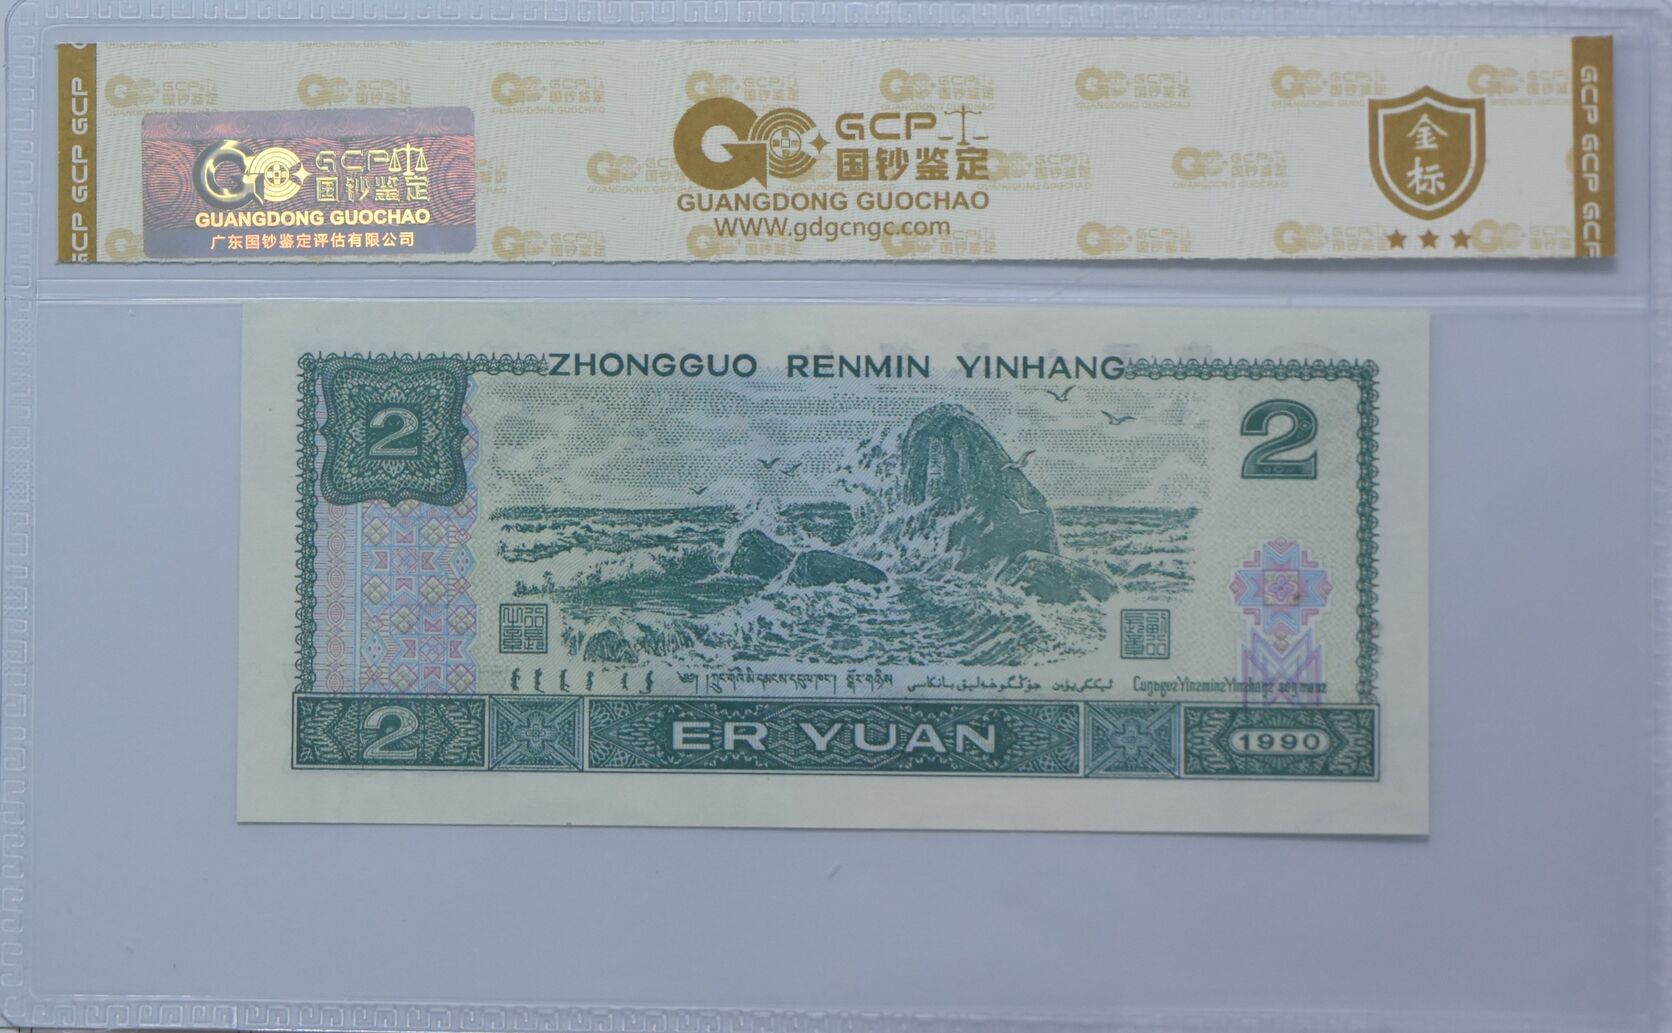 GCP
国钞鉴定
GUANGDONG GUOCHAO
广东国钞鉴定评估有限公司
GCP
国钞鉴定
GUANGDONG GUOCHAO
WWW.gdgcngc.com
金标
GCP GCP GCP
GCP GCP GCP
ZHONGGUO RENMIN YINHANG
2
2
2
ER YUAN
1990